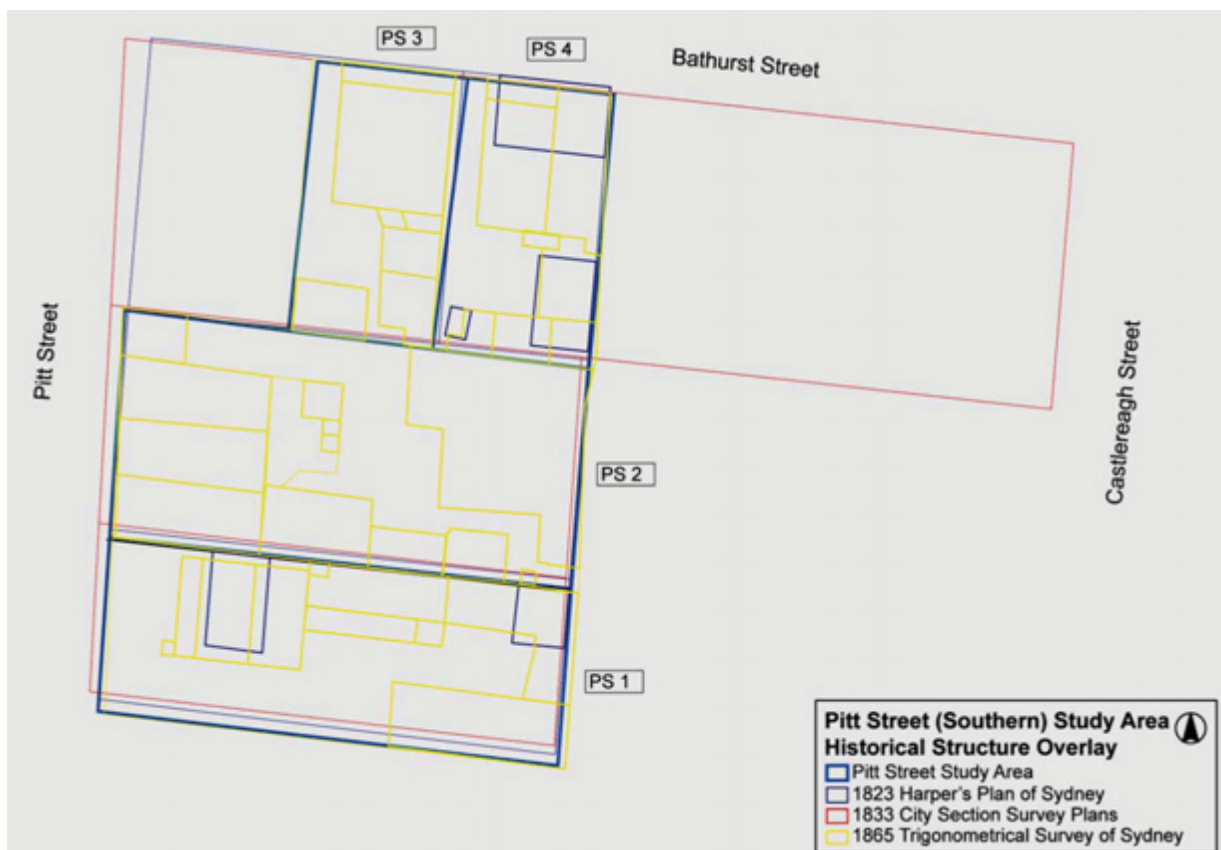 PS 3
PS 4
Bathurst Street
Pitt Street
Castlereagh Street
PS 2
PS 1
Pitt Street (Southern) Study Area
Historical Structure Overlay
Pitt Street Study Area
1823 Harper's Plan of Sydney
1833 City Section Survey Plans
1865 Trigonometrical Survey of Sydney